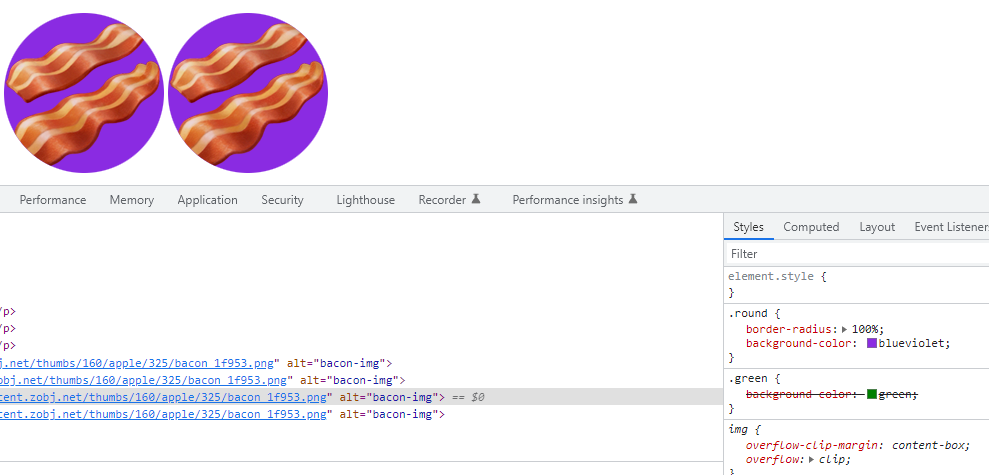 Performance Memory Application Security Lighthouse Recorder Performance insights
Styles Computed Layout Event Listener
Filter
element.style {
}
.round {
border-radius: 100%;
background-color: blueviolet;
}
.green {
background-color: green;
}
img {
overflow-clip-margin: content-box;
overflow: clip;
}
/p>
/p>
/p>
bj.net/thumbs/160/apple/325/bacon_1f953.png" alt="bacon-img">
zobj.net/thumbs/160/apple/325/bacon_1f953.png" alt="bacon-img">
cent.zobj.net/thumbs/160/apple/325/bacon_1f953.png" alt="bacon-img"> == $0
cent.zobj.net/thumbs/160/apple/325/bacon_1f953.png" alt="bacon-img">